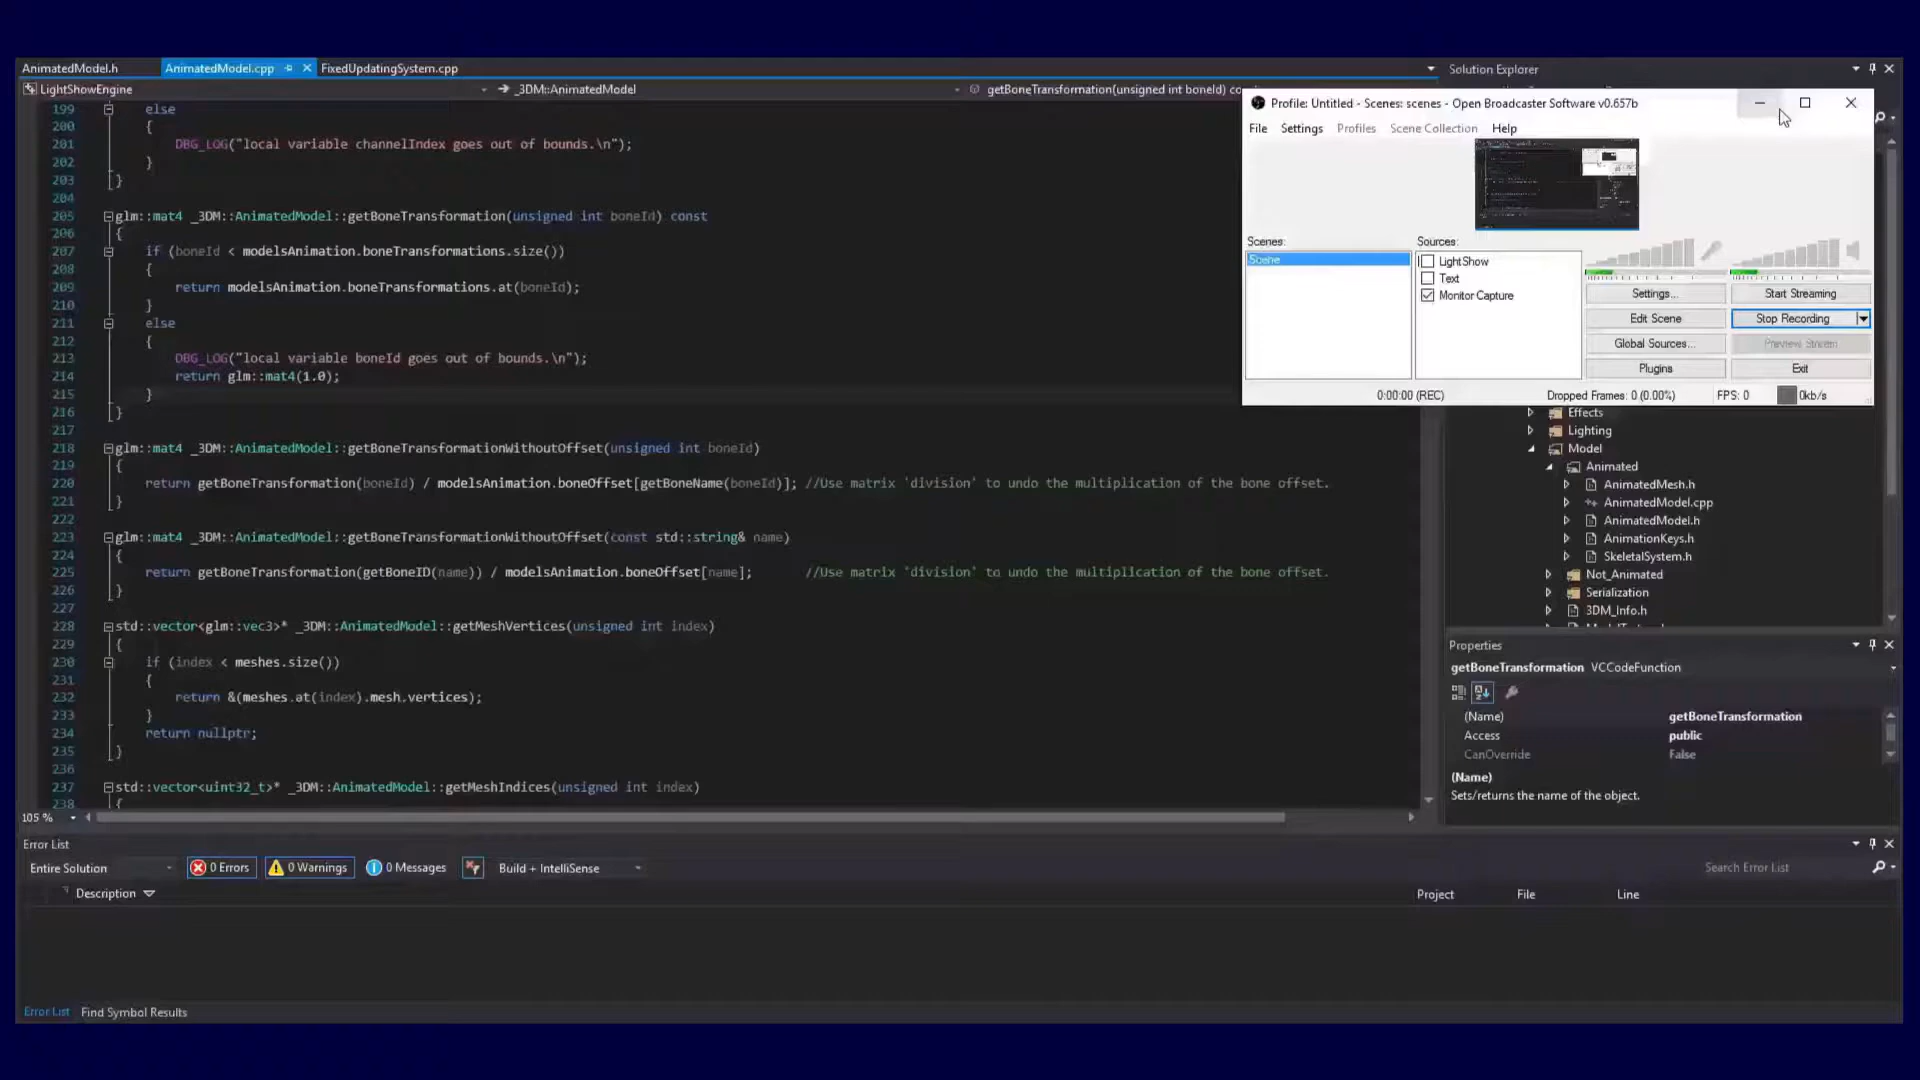 AnimatedModel.h AnimatedModel.cpp FixedUpdatingSystem.cpp
LightShowEngine _3DM::AnimatedModel getBoneTransformation(unsigned int boneId) co
199 else
200 {
201 DBG_LOG("local variable channelIndex goes out of bounds.\n");
202 }
203 }
204
205 glm::mat4 _3DM::AnimatedModel::getBoneTransformation(unsigned int boneId) const
206 {
207 if (boneId < modelsAnimation.boneTransformations.size())
208 {
209 return modelsAnimation.boneTransformations.at(boneId);
210 }
211 else
212 {
213 DBG_LOG("local variable boneId goes out of bounds.\n");
214 return glm::mat4(1.0);
215 }
216 }
217
218 glm::mat4 _3DM::AnimatedModel::getBoneTransformationWithoutOffset(unsigned int boneId)
219 {
220 return getBoneTransformation(boneId) / modelsAnimation.boneOffset[getBoneName(boneId)]; //Use matrix 'division' to undo the multiplication of the bone offset.
221 }
222
223 glm::mat4 _3DM::AnimatedModel::getBoneTransformationWithoutOffset(const std::string& name)
224 {
225 return getBoneTransformation(getBoneID(name)) / modelsAnimation.boneOffset[name]; //Use matrix 'division' to undo the multiplication of the bone offset.
226 }
227
228 std::vector<glm::vec3>* _3DM::AnimatedModel::getMeshVertices(unsigned int index)
229 {
230 if (index < meshes.size())
231 {
232 return &(meshes.at(index).mesh.vertices);
233 }
234 return nullptr;
235 }
236
237 std::vector<uint32_t>* _3DM::AnimatedModel::getMeshIndices(unsigned int index)
238 {
105 %
Solution Explorer
Profile: Untitled - Scenes: scenes - Open Broadcaster Software v0.657b
File Settings Profiles Scene Collection Help
Scenes: Sources:
Scene
LightShow
Text
Monitor Capture
Settings... Start Streaming
Edit Scene Stop Recording
Global Sources... Preview Stream
Plugins Exit
0:00:00 (REC) Dropped Frames: 0 (0.00%) FPS: 0 0kb/s
Effects
Lighting
Model
Animated
AnimatedMesh.h
AnimatedModel.cpp
AnimatedModel.h
AnimationKeys.h
SkeletalSystem.h
Not_Animated
Serialization
3DM_Info.h
Properties
getBoneTransformation VCCodeFunction
(Name) getBoneTransformation
Access public
CanOverride False
(Name)
Sets/returns the name of the object.
Error List
Entire Solution 0 Errors 0 Warnings 0 Messages Build + IntelliSense Search Error List
Description Project File Line
Error List Find Symbol Results